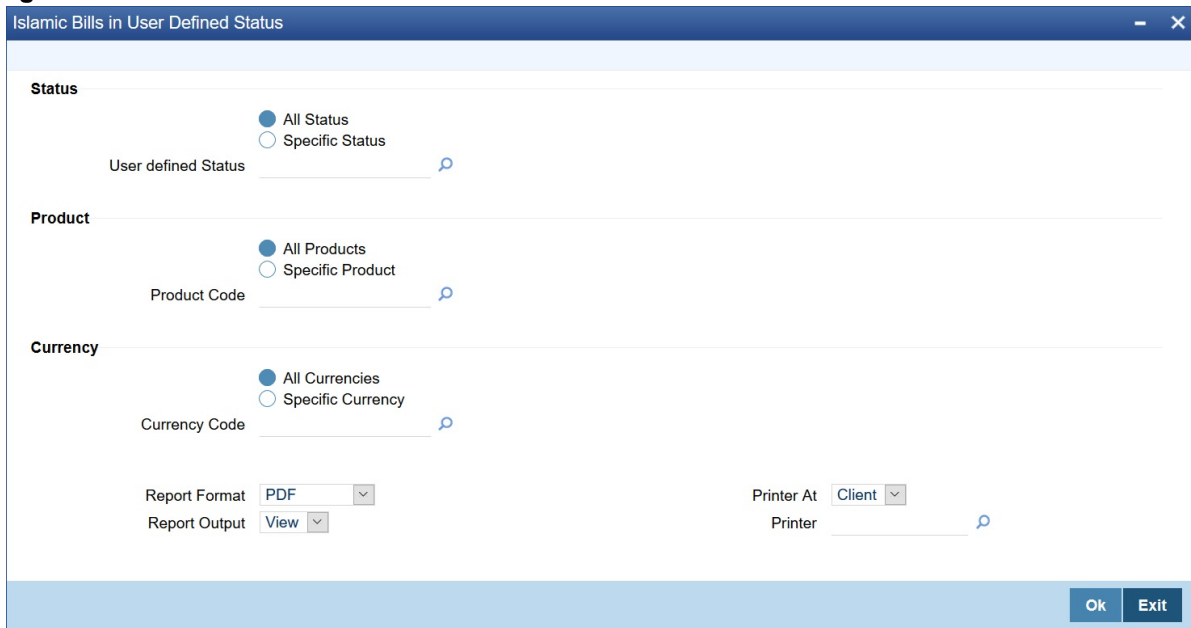 Islamic Bills in User Defined Status
Status
All Status
Specific Status
User defined Status
Product
All Products
Specific Product
Product Code
Currency
All Currencies
Specific Currency
Currency Code
Report Format PDF Printer At Client
Report Output View Printer
Ok Exit